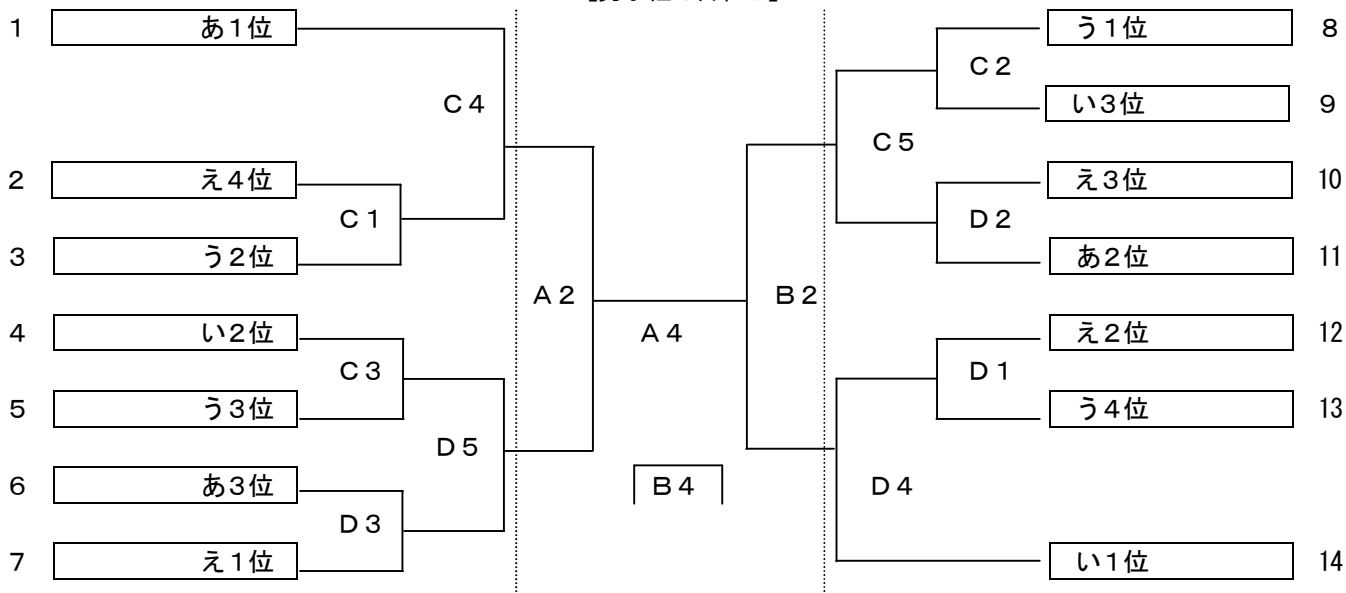 1 あ1位
C4
2 え4位
C1
3 う2位
A2
4 い2位
C3
5 う3位
D5
6 あ3位
D3
7 え1位
A4
B4
う1位 8
C2
い3位 9
C5
え3位 10
D2
あ2位 11
B2
え2位 12
D1
う4位 13
D4
い1位 14